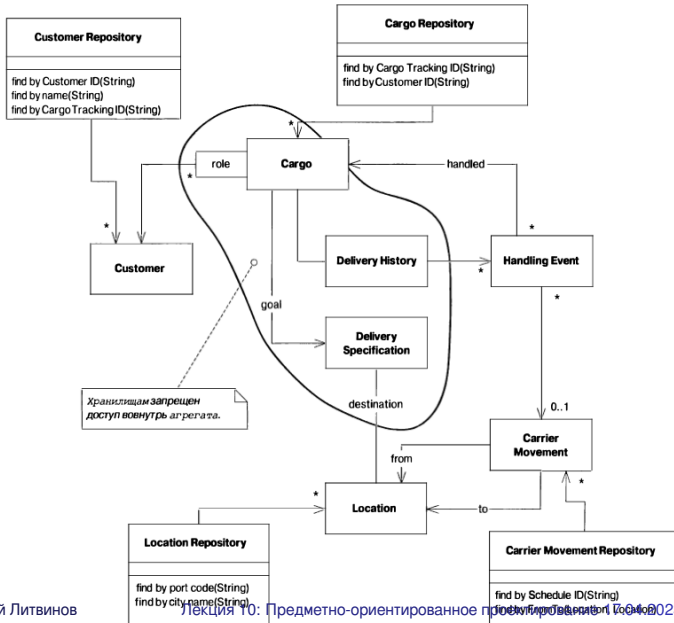 Customer Repository
find by Customer ID(String)
find by name(String)
find by Cargo Tracking ID(String)
Cargo Repository
find by Cargo Tracking ID(String)
find by Customer ID(String)
*
role
*
Cargo
handled
*
*
Customer
Delivery History
*
Handling Event
*
goal
Delivery
Specification
Хранилищам запрещен
доступ вовнутрь агрегата.
destination
0..1
Carrier
Movement
from
*
*
Location
to
Location Repository
find by port code(String)
find by city name(String)
Carrier Movement Repository
find by Schedule ID(String)
й Литвинов
Лекция 10: Предметно-ориентированное проектирование